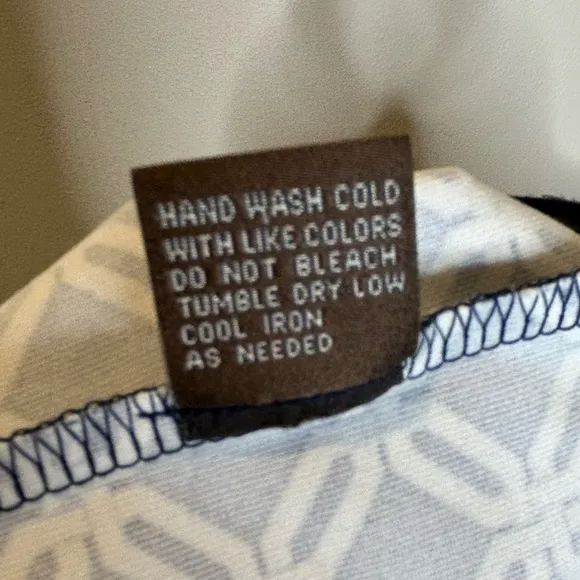 HAND WASH COLD
WITH LIKE COLORS
DO NOT BLEACH
TUMBLE DRY LOW
COOL IRON
AS NEEDED